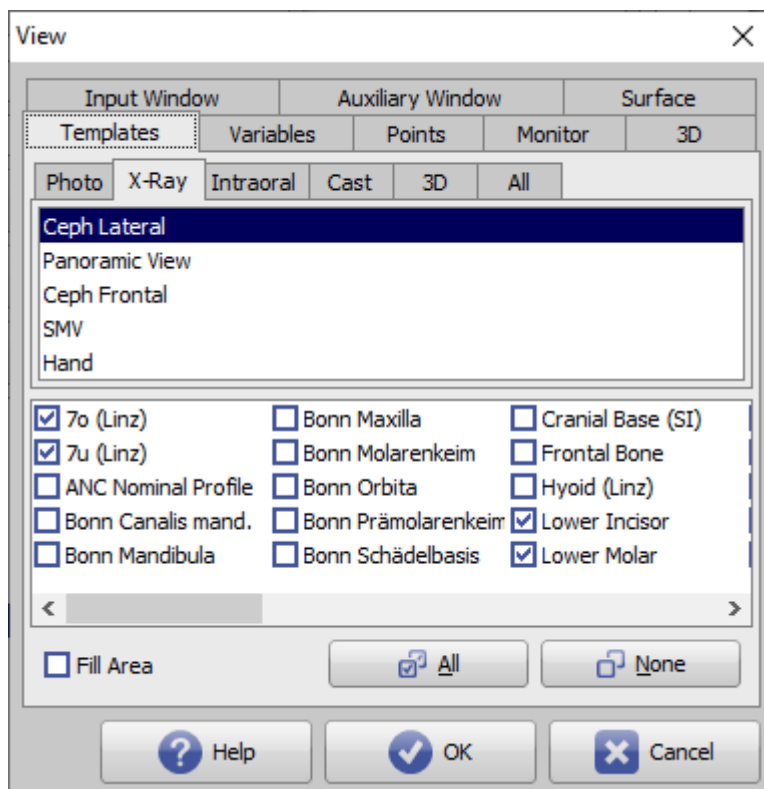 View
Input Window Auxiliary Window Surface
Templates Variables Points Monitor 3D
Photo X-Ray Intraoral Cast 3D All
Ceph Lateral
Panoramic View
Ceph Frontal
SMV
Hand
7o (Linz) Bonn Maxilla Cranial Base (SI)
7u (Linz) Bonn Molarenkeim Frontal Bone
ANC Nominal Profile Bonn Orbita Hyoid (Linz)
Bonn Canalis mand. Bonn Prämolarenkeim Lower Incisor
Bonn Mandibula Bonn Schädelbasis Lower Molar
Fill Area All None
Help OK Cancel